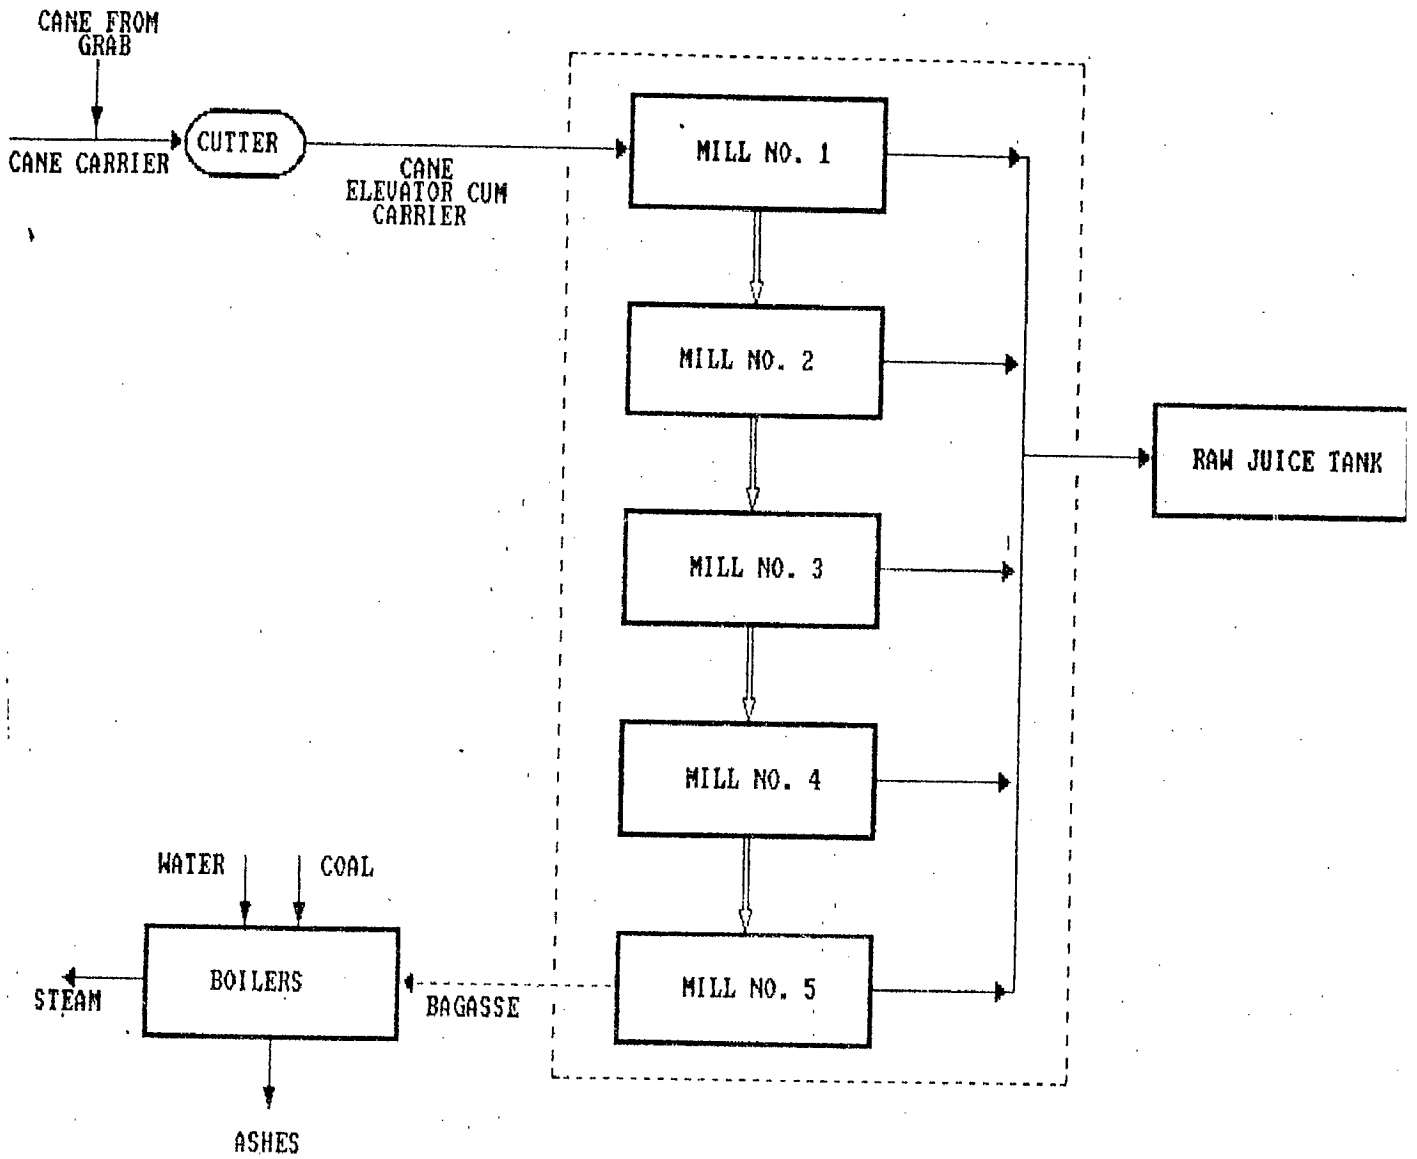 CANE FROM
GRAB
CUTTER
CANE CARRIER
CANE
ELEVATOR CUM
CARRIER
MILL NO. 1
MILL NO. 2
RAW JUICE TANK
MILL NO. 3
MILL NO. 4
WATER
COAL
BOILERS
STEAM
BAGASSE
MILL NO. 5
ASHES